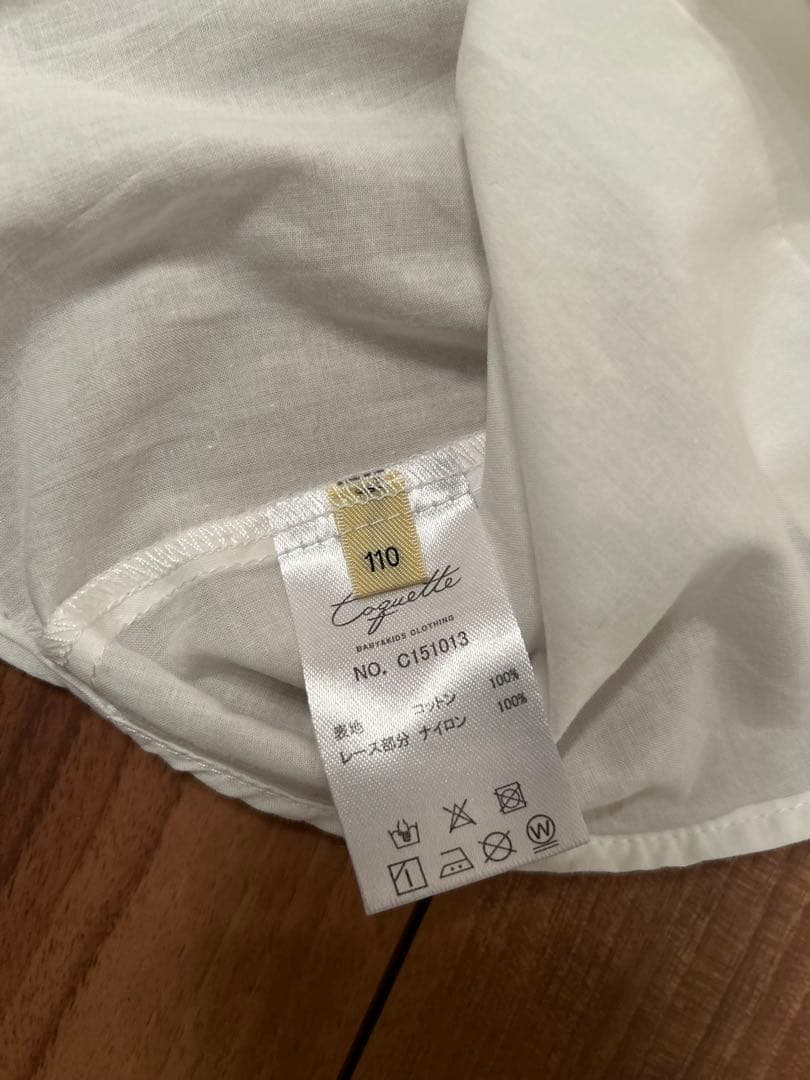 110
toquette
BABY&KIDS CLOTHING
NO. C151013
表地 コットン 100%
レース部分 ナイロン 100%
W